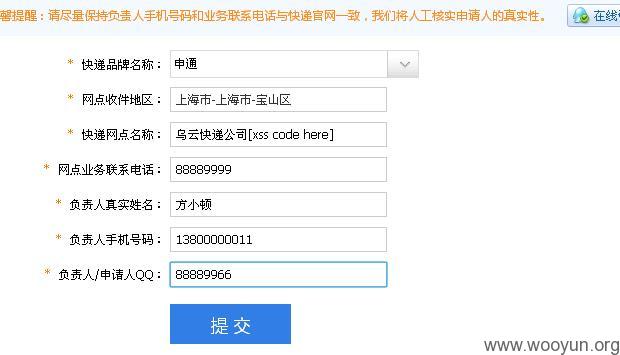 馨提醒：请尽量保持负责人手机号码和业务联系电话与快递官网一致，我们将人工核实申请人的真实性。 在线
* 快递品牌名称： 申通
* 网点收件地区： 上海市-上海市-宝山区
* 快递网点名称： 乌云快递公司[xss code here]
* 网点业务联系电话： 88889999
* 负责人真实姓名： 方小顿
* 负责人手机号码： 13800000011
* 负责人/申请人QQ： 88889966
提 交
www.wooyun.org